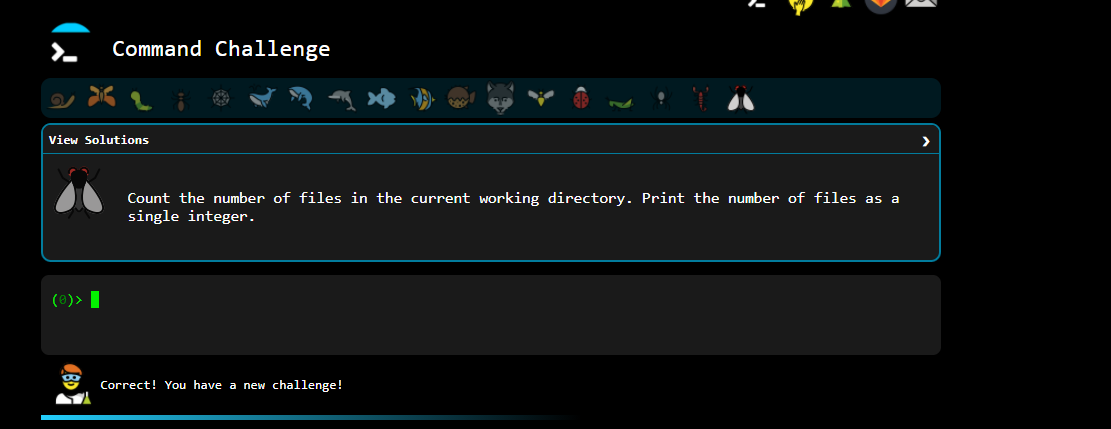 Command Challenge
View Solutions
Count the number of files in the current working directory. Print the number of files as a
single integer.
(0)>
Correct! You have a new challenge!